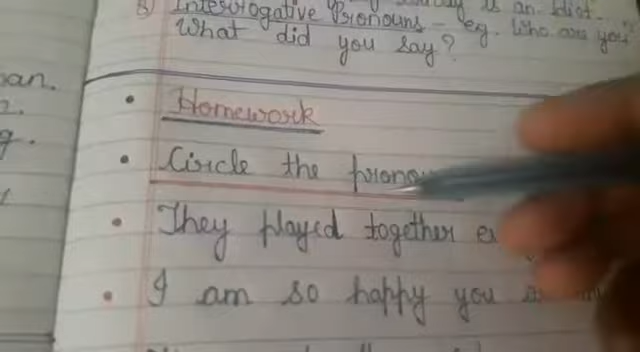 Interrogative Pronouns - eg. Who are you
What did you say?
Homework
Circle the
They played together
I am so happy you